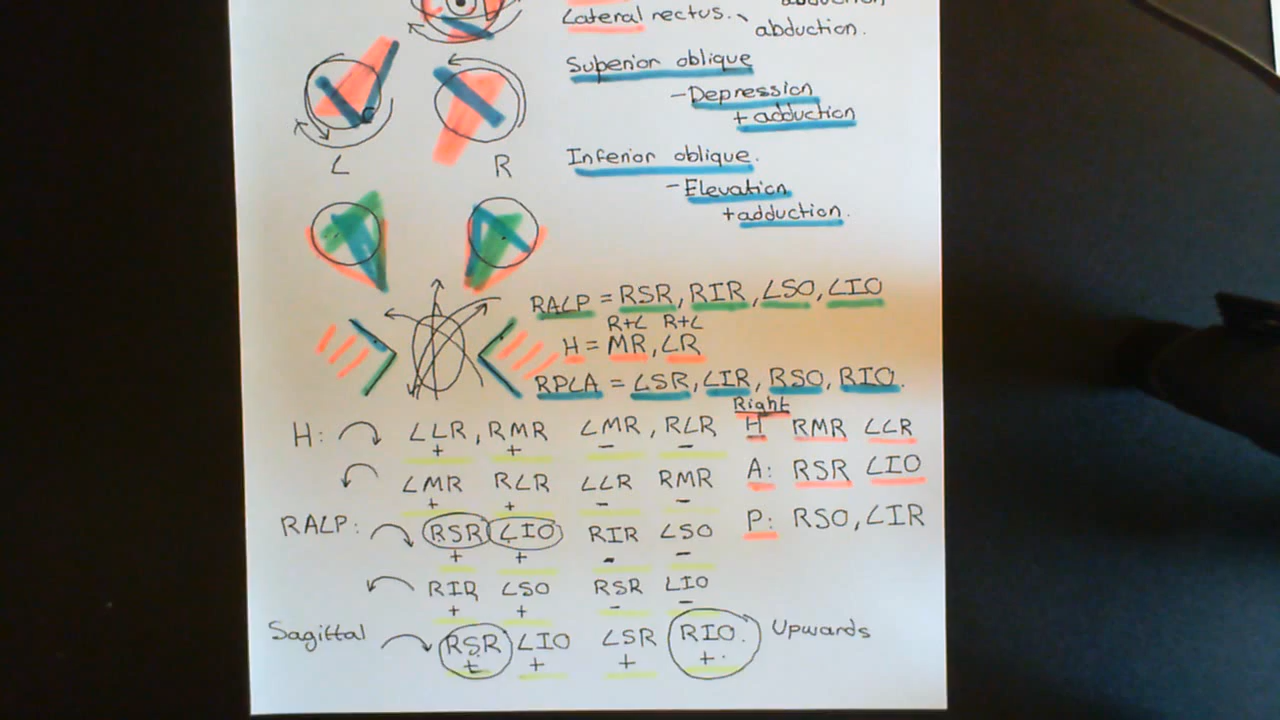 Lateral rectus.
abduction.
Superior oblique
- Depression
+ adduction
L R
Inferior oblique.
- Elevation
+ adduction.
RALP = RSR, RIR, LSO, LIO
R+L R+L
H = MR, LR
RPLA = LSR, LIR, RSO, RIO.
Right
H: LLR, RMR LMR, RLR H RMR LLR
+ + - -
LMR RLR LLR RMR A: RSR LIO
+ + - -
RALP: RSR LIO RIR LSO P: RSO, LIR
+ + - -
RIR LSO RSR LIO
+ + - -
Sagittal RSR LIO LSR RIO. Upwards
+ + + +.